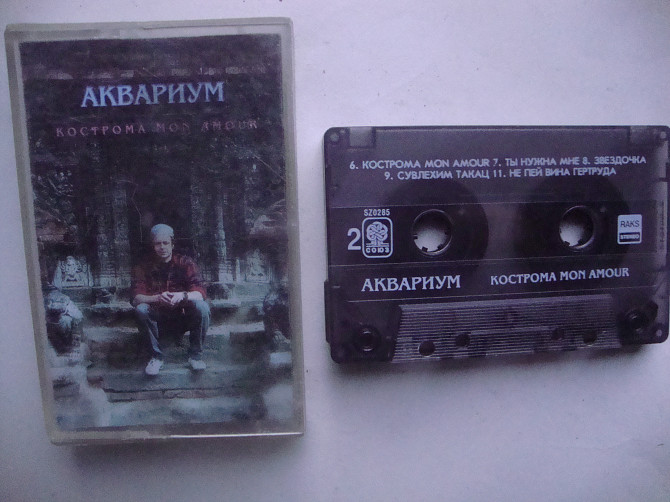 АКВАРИУМ
КОСТРОМА MON AMOUR
6. КОСТРОМА MON AMOUR 7. ТЫ НУЖНА МНЕ 8. ЗВЕЗДОЧКА
9. СУВЛЕХИМ ТАКАЦ 11. НЕ ПЕЙ ВИНА ГЕРТРУДА
SZ0285
2
СОЮЗ
RAKS
STEREO
АКВАРИУМ КОСТРОМА MON AMOUR